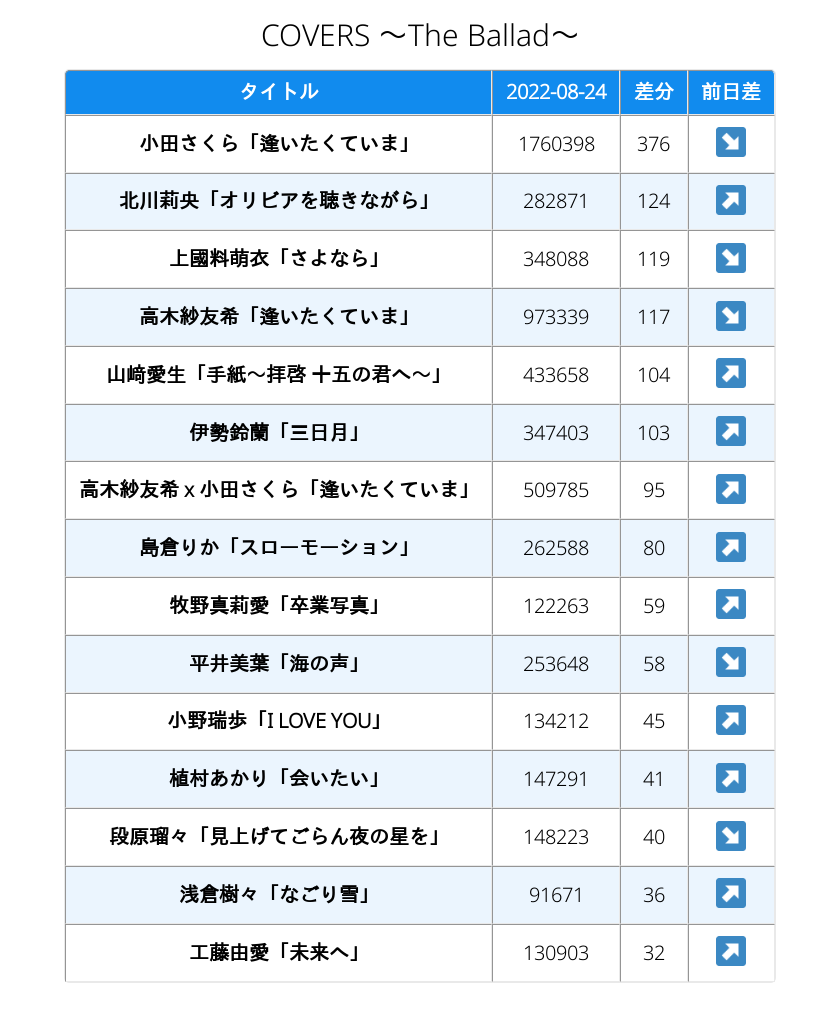 COVERS ～The Ballad～
タイトル 2022-08-24 差分 前日差
小田さくら「逢いたくていま」 1760398 376 ↘
北川莉央「オリビアを聴きながら」 282871 124 ↗
上國料萌衣「さよなら」 348088 119 ↘
高木紗友希「逢いたくていま」 973339 117 ↘
山﨑愛生「手紙～拝啓 十五の君へ～」 433658 104 ↗
伊勢鈴蘭「三日月」 347403 103 ↗
高木紗友希 x 小田さくら「逢いたくていま」 509785 95 ↗
島倉りか「スローモーション」 262588 80 ↗
牧野真莉愛「卒業写真」 122263 59 ↗
平井美葉「海の声」 253648 58 ↘
小野瑞歩「I LOVE YOU」 134212 45 ↗
植村あかり「会いたい」 147291 41 ↗
段原瑠々「見上げてごらん夜の星を」 148223 40 ↘
浅倉樹々「なごり雪」 91671 36 ↗
工藤由愛「未来へ」 130903 32 ↗